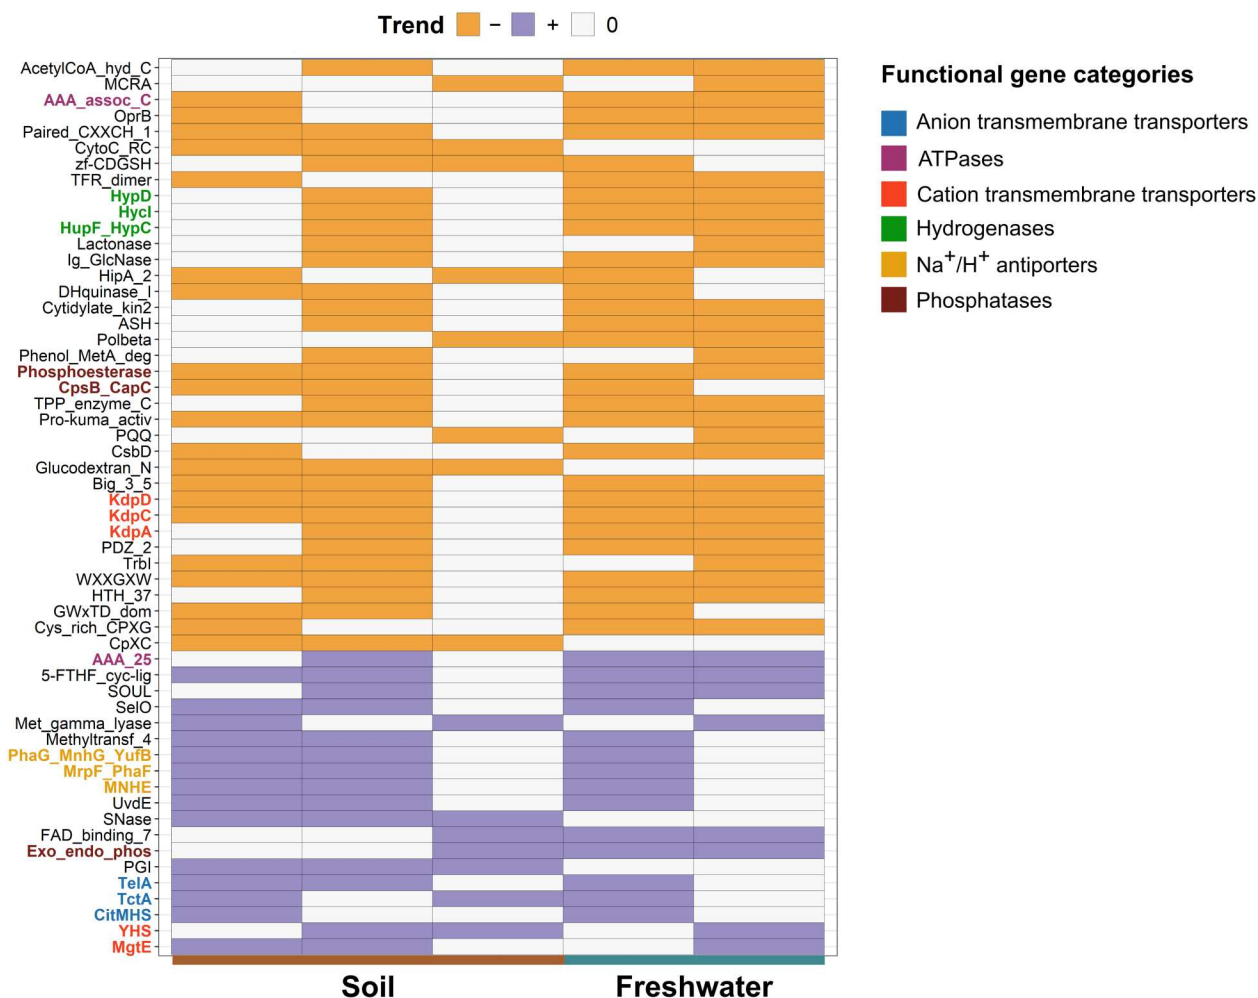 Trend − + 0
AcetylCoA_hyd_C
MCRA
AAA_assoc_C
OprB
Paired_CXXCH_1
CytoC_RC
zf-CDGSH
TFR_dimer
HypD
HycI
HupF_HypC
Lactonase
Ig_GlcNase
HipA_2
DHquinase_I
Cytidylate_kin2
ASH
Polbeta
Phenol_MetA_deg
Phosphoesterase
CpsB_CapC
TPP_enzyme_C
Pro-kuma_activ
PQQ
CsbD
Glucodextran_N
Big_3_5
KdpD
KdpC
KdpA
PDZ_2
TrbI
WXXGXW
HTH_37
GWxTD_dom
Cys_rich_CPXG
CpXC
AAA_25
5-FTHF_cyc-lig
SOUL
SelO
Met_gamma_lyase
Methyltransf_4
PhaG_MnhG_YufB
MrpF_PhaF
MNHE
UvdE
SNase
FAD_binding_7
Exo_endo_phos
PGI
TelA
TctA
CitMHS
YHS
MgtE
Soil Freshwater
Functional gene categories
Anion transmembrane transporters
ATPases
Cation transmembrane transporters
Hydrogenases
Na⁺/H⁺ antiporters
Phosphatases